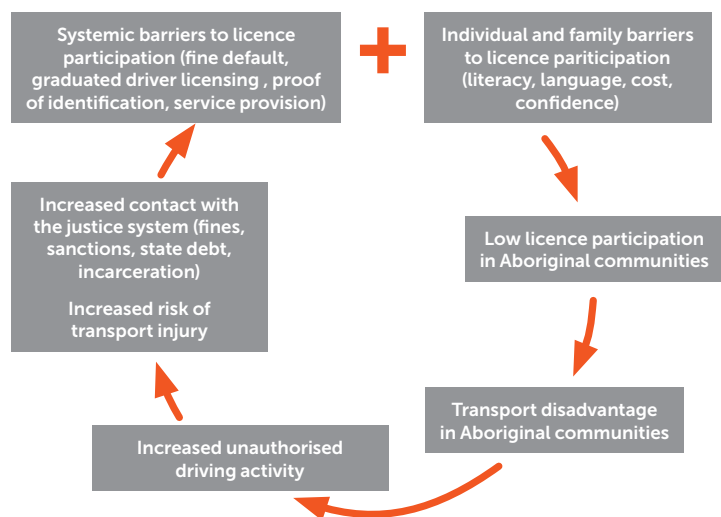 Systemic barriers to licence
participation (fine default,
graduated driver licensing , proof
of identification, service provision)
+
Individual and family barriers
to licence pariticipation
(literacy, language, cost,
confidence)
Low licence participation
in Aboriginal communities
Transport disadvantage
in Aboriginal communities
Increased unauthorised
driving activity
Increased contact with
the justice system (fines,
sanctions, state debt,
incarceration)
Increased risk of
transport injury